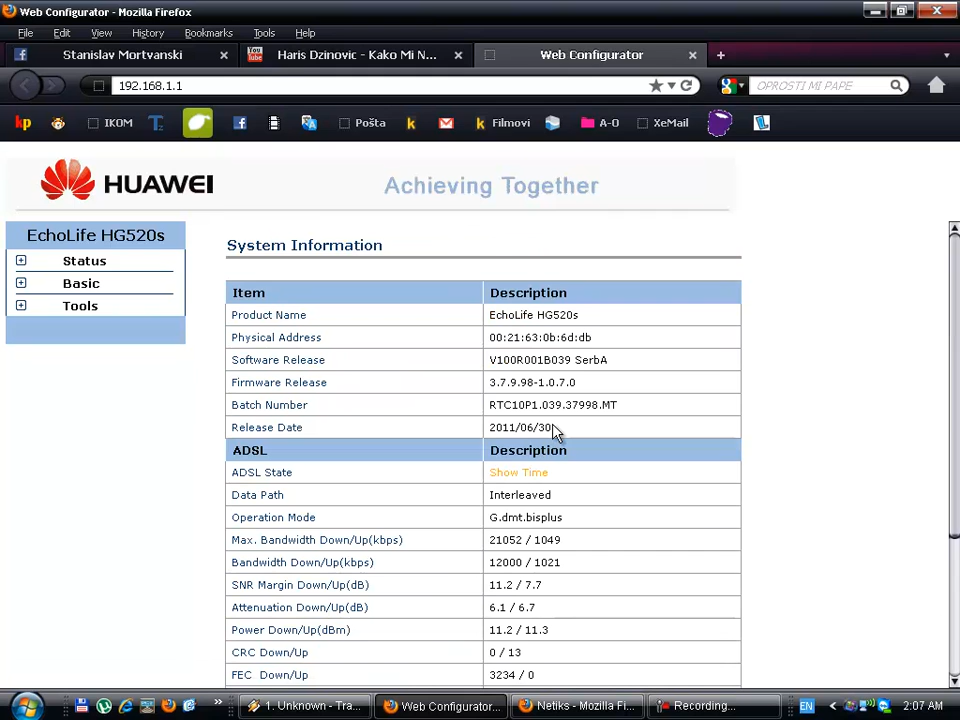 Web Configurator - Mozilla Firefox
File Edit View History Bookmarks Tools Help
Stanislav Mortvanski
You Tube Haris Dzinovic - Kako Mi N...
Web Configurator
192.168.1.1
OPROSTI MI PAPE
kp IKOM Pošta k k Filmovi A-O XeMail
HUAWEI
Achieving Together
EchoLife HG520s
Status
Basic
Tools
System Information
Item Description
Product Name EchoLife HG520s
Physical Address 00:21:63:0b:6d:db
Software Release V100R001B039 SerbA
Firmware Release 3.7.9.98-1.0.7.0
Batch Number RTC10P1.039.37998.MT
Release Date 2011/06/30
ADSL Description
ADSL State Show Time
Data Path Interleaved
Operation Mode G.dmt.bisplus
Max. Bandwidth Down/Up(kbps) 21052 / 1049
Bandwidth Down/Up(kbps) 12000 / 1021
SNR Margin Down/Up(dB) 11.2 / 7.7
Attenuation Down/Up(dB) 6.1 / 6.7
Power Down/Up(dBm) 11.2 / 11.3
CRC Down/Up 0 / 13
FEC Down/Up 3234 / 0
1. Unknown - Tra... Web Configurator... Netiks - Mozilla Fi... Recording... EN 2:07 AM